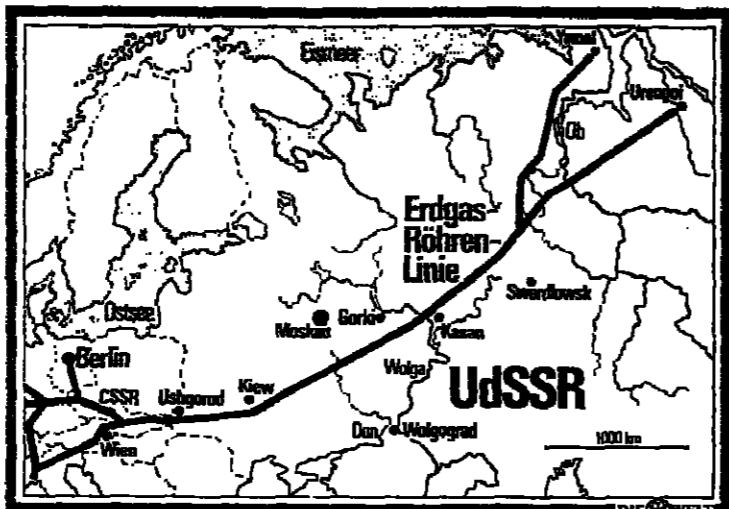 Eismeer
Urengoi
Ob
Erdgas-
Röhren-
Linie
Ostsee
Swerdlowsk
Moskau
Gorki
Kasan
Berlin
Wolga
CSSR
Ushgorod
Kiew
UdSSR
Don
Wolgograd
Wien
1000 km